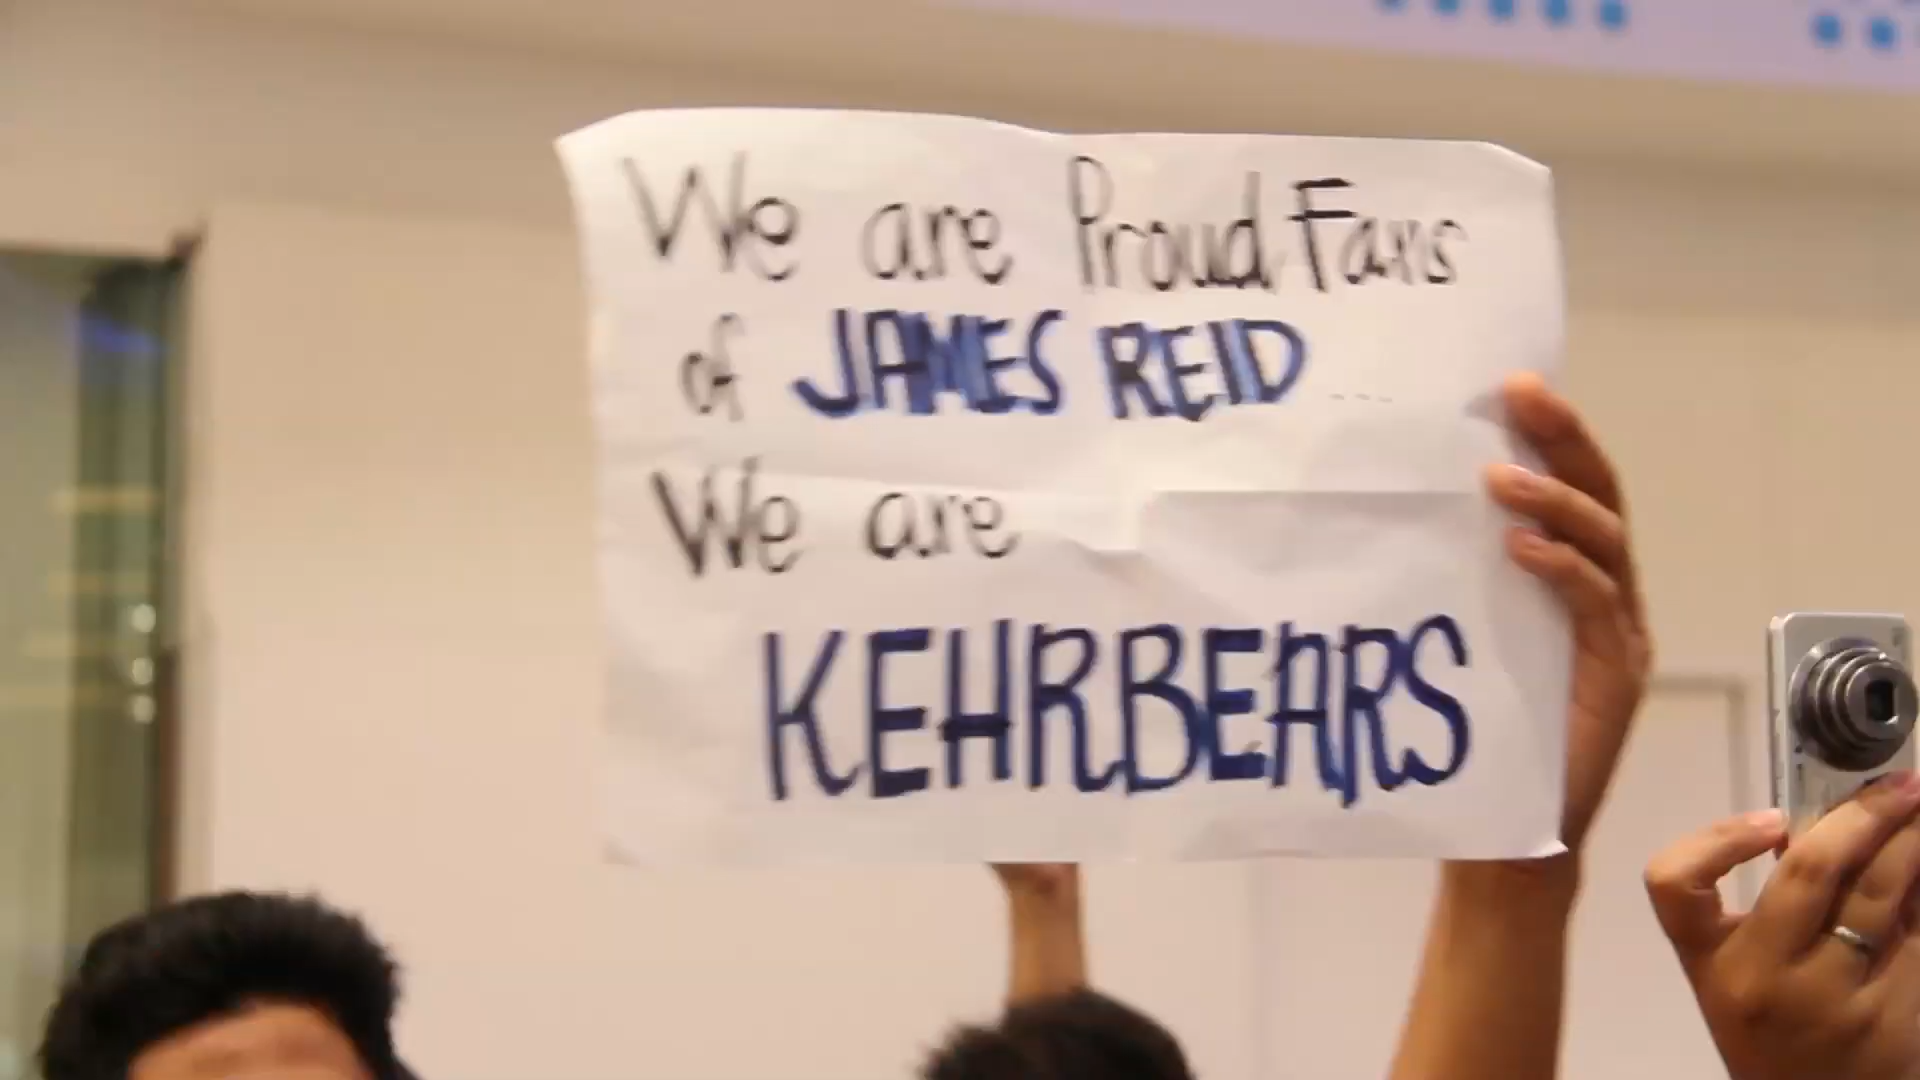 We are Proud Fans
of JAMES REID ....
We are
KEHRBEARS